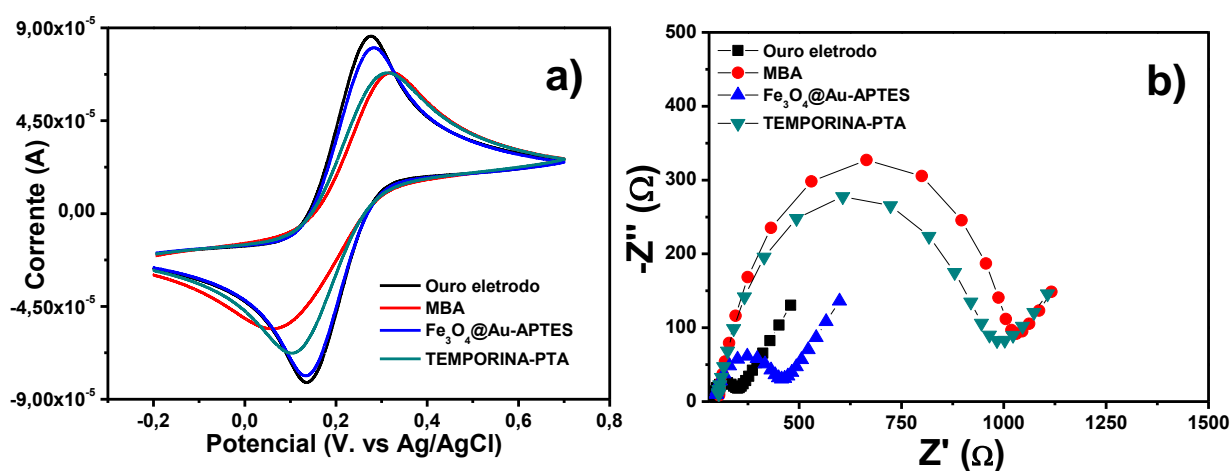 9,00x10⁻⁵
4,50x10⁻⁵
0,00
-4,50x10⁻⁵
-9,00x10⁻⁵
Corrente (A)
a)
Ouro eletrodo
MBA
Fe₃O₄@Au-APTES
TEMPORINA-PTA
-0,2 0,0 0,2 0,4 0,6 0,8
Potencial (V. vs Ag/AgCl)
500
400
300
200
100
0
-Z'' (Ω)
b)
Ouro eletrodo
MBA
Fe₃O₄@Au-APTES
TEMPORINA-PTA
500 750 1000 1250 1500
Z' (Ω)